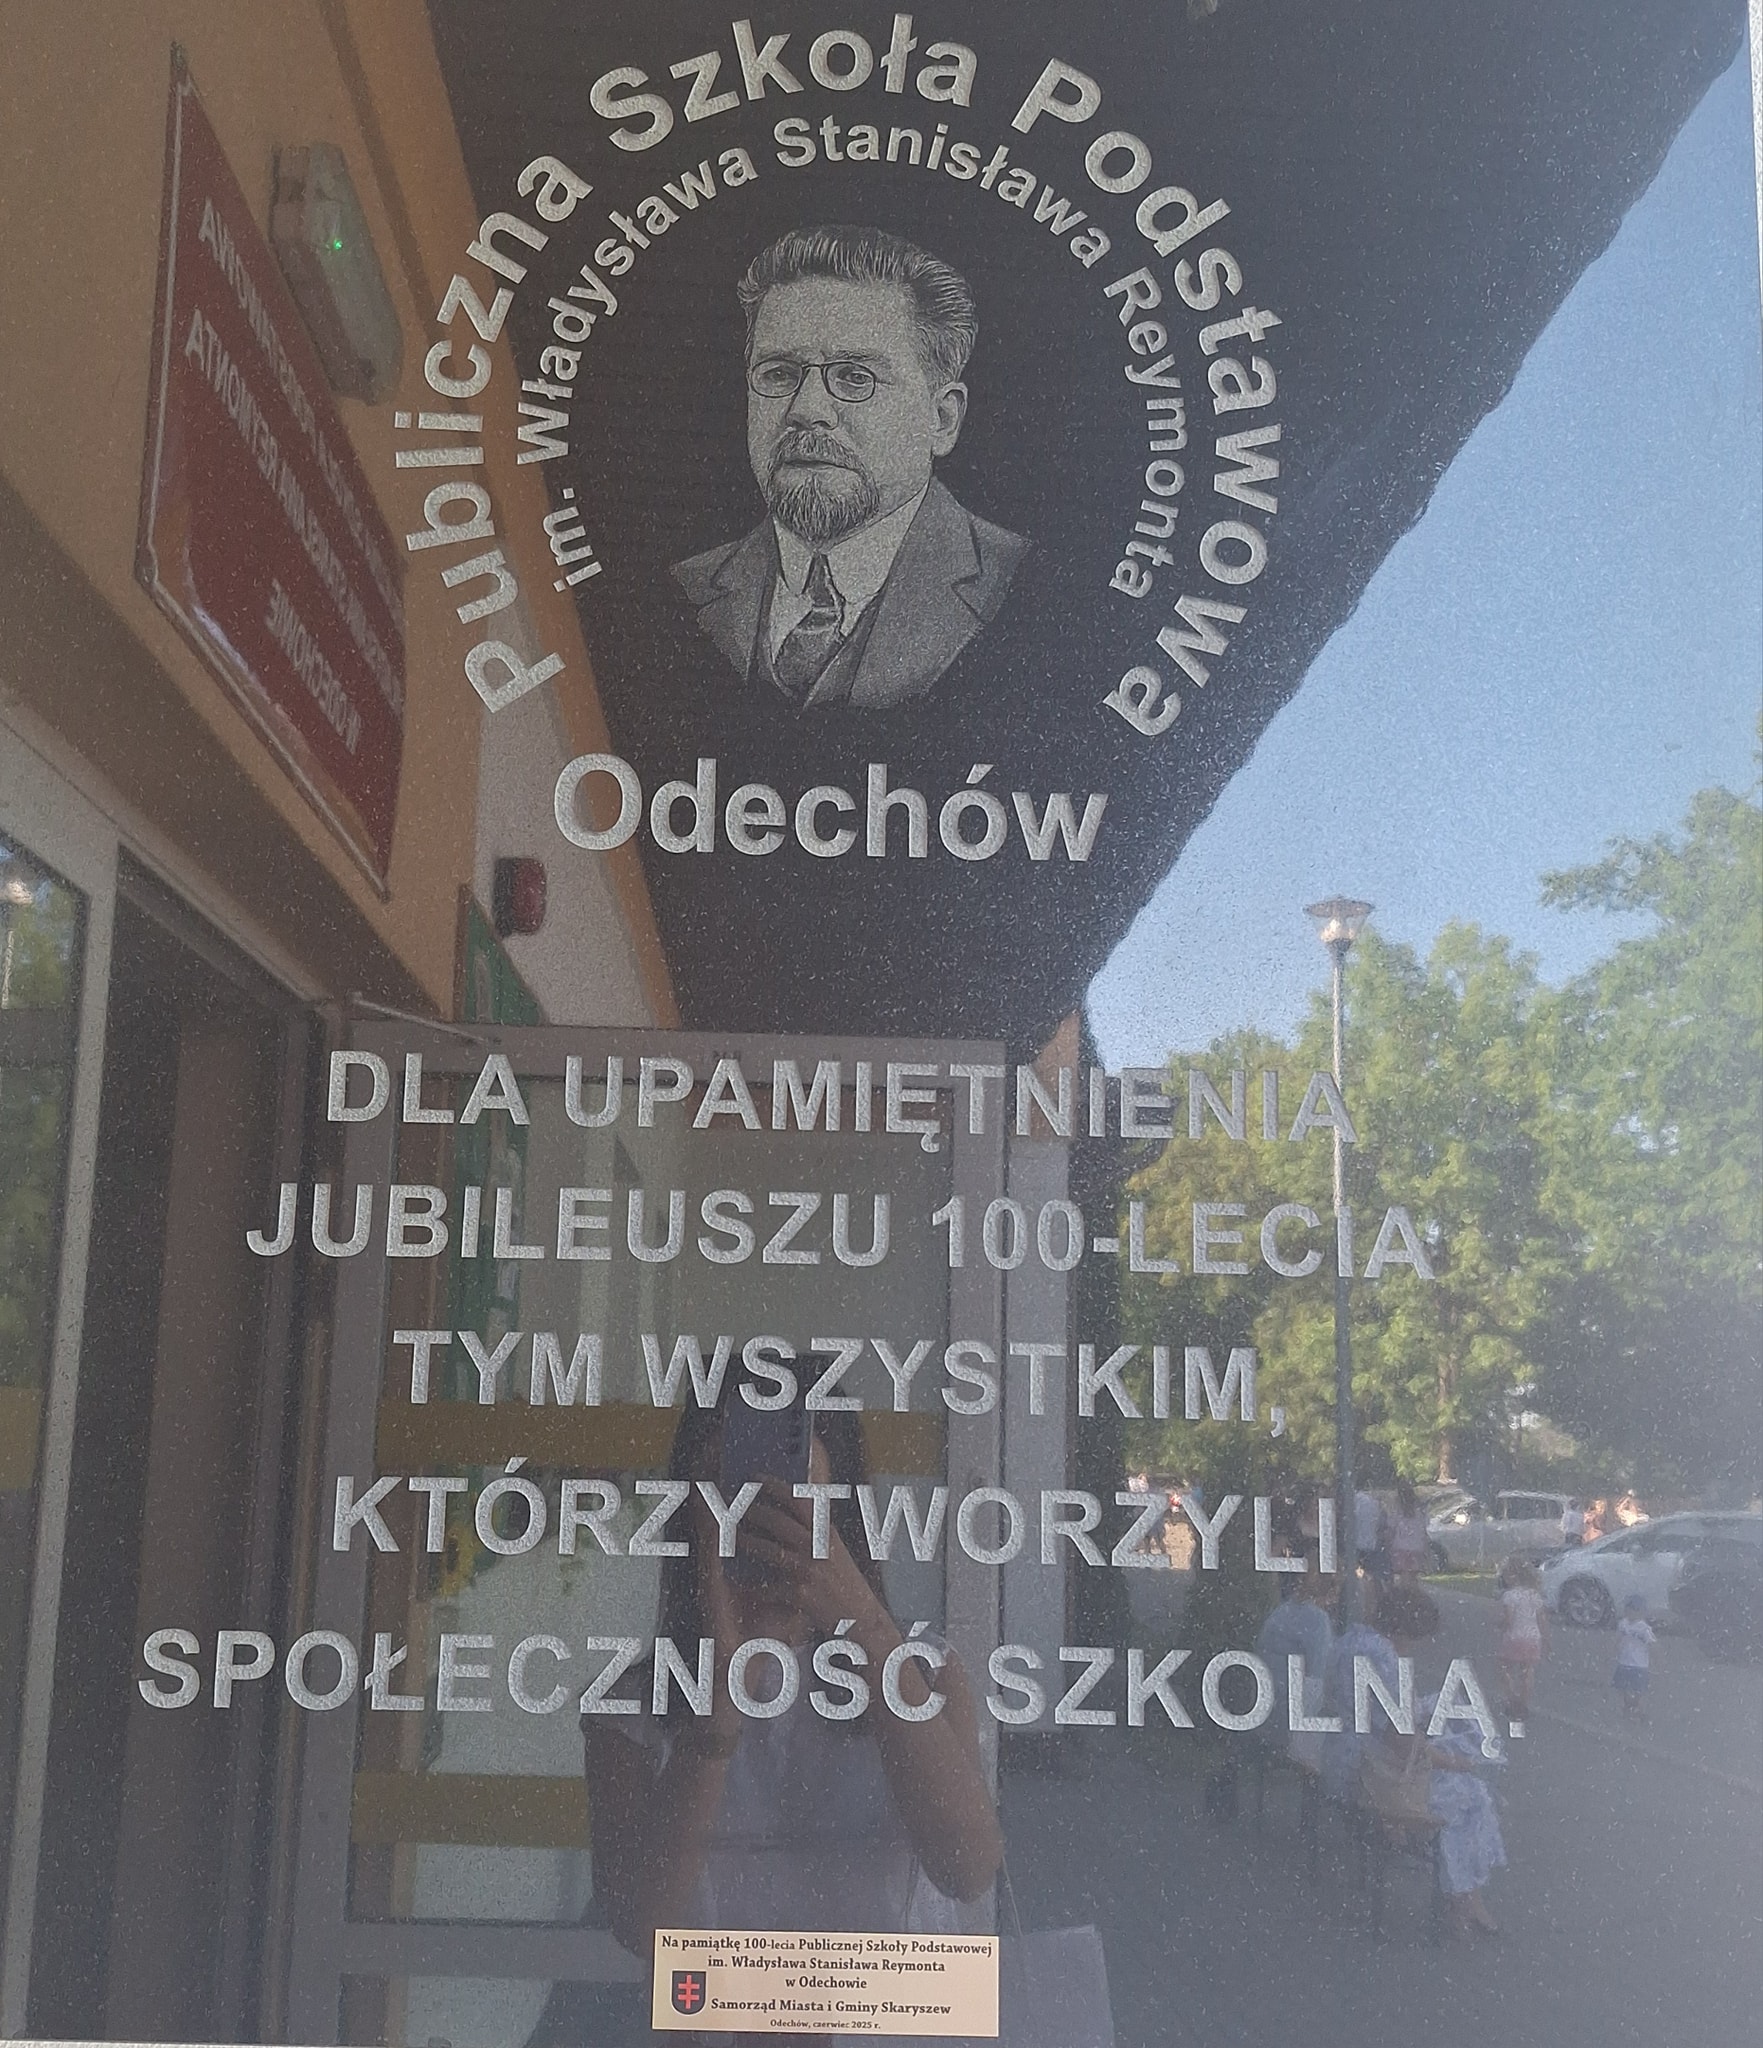 Publiczna Szkoła Podstawowa
im. Władysława Stanisława Reymonta
Odechów
DLA UPAMIĘTNIENIA
JUBILEUSZU 100-LECIA
TYM WSZYSTKIM,
KTÓRZY TWORZYLI
SPOŁECZNOŚĆ SZKOLNĄ.
Na pamiątkę 100-lecia Publicznej Szkoły Podstawowej
im. Władysława Stanisława Reymonta
w Odechowie
Samorząd Miasta i Gminy Skaryszew
Odechów, czerwiec 2025 r.